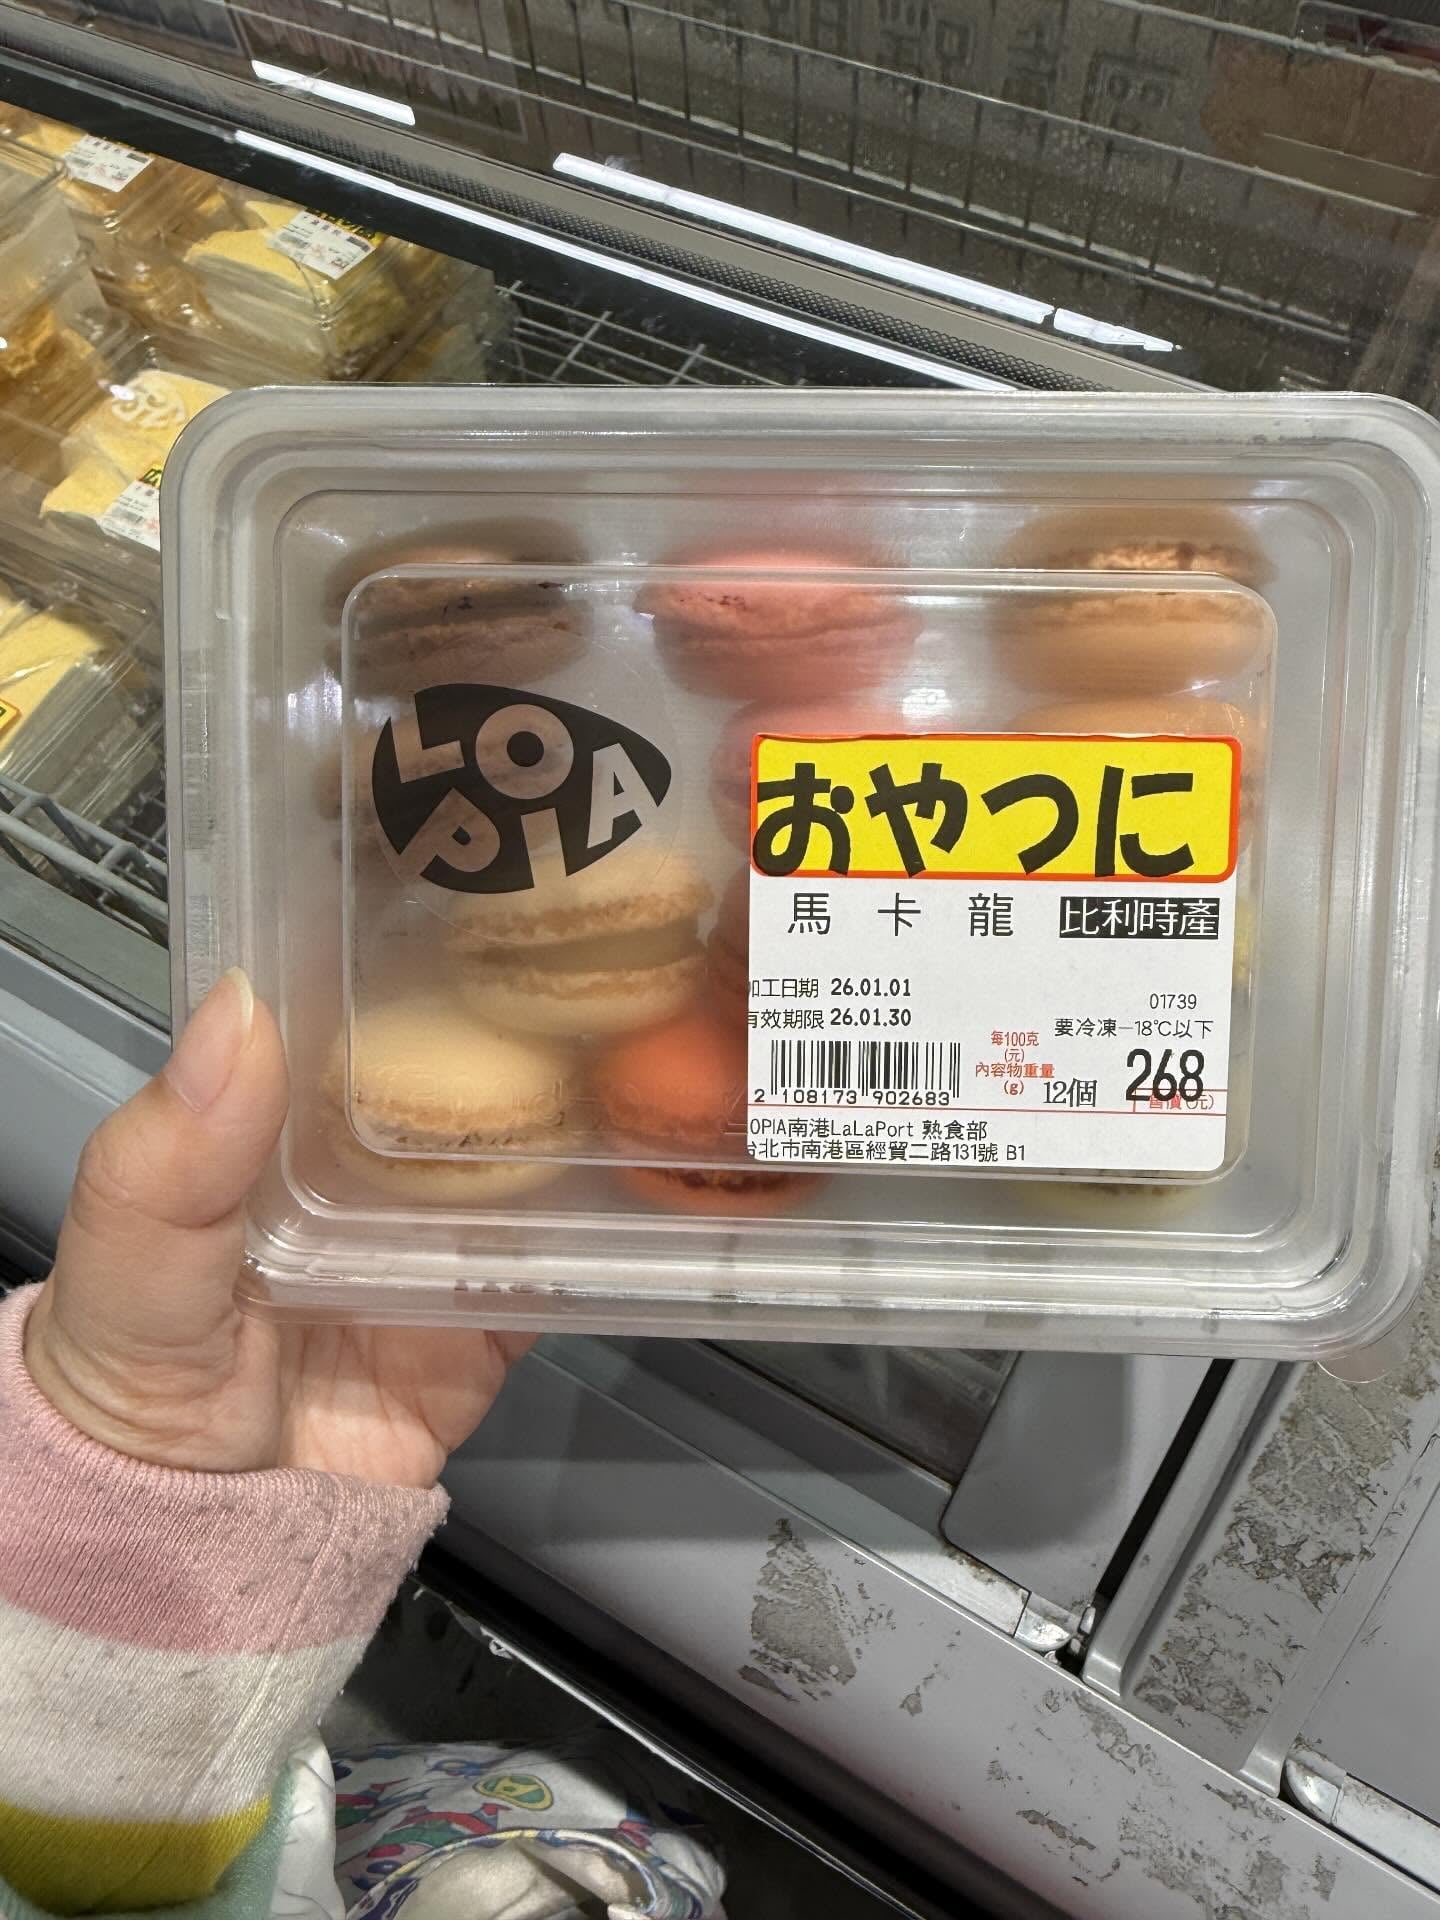 LOPIA
おやつに
馬卡龍 比利時產
加工日期 26.01.01
01739
有效期限 26.01.30
要冷凍-18℃以下
每100克
(元)
內容物重量
(g)
12個
268
售價(元)
2 108173 902683
OPIA南港LaLaPort 熟食部
台北市南港區經貿二路131號 B1